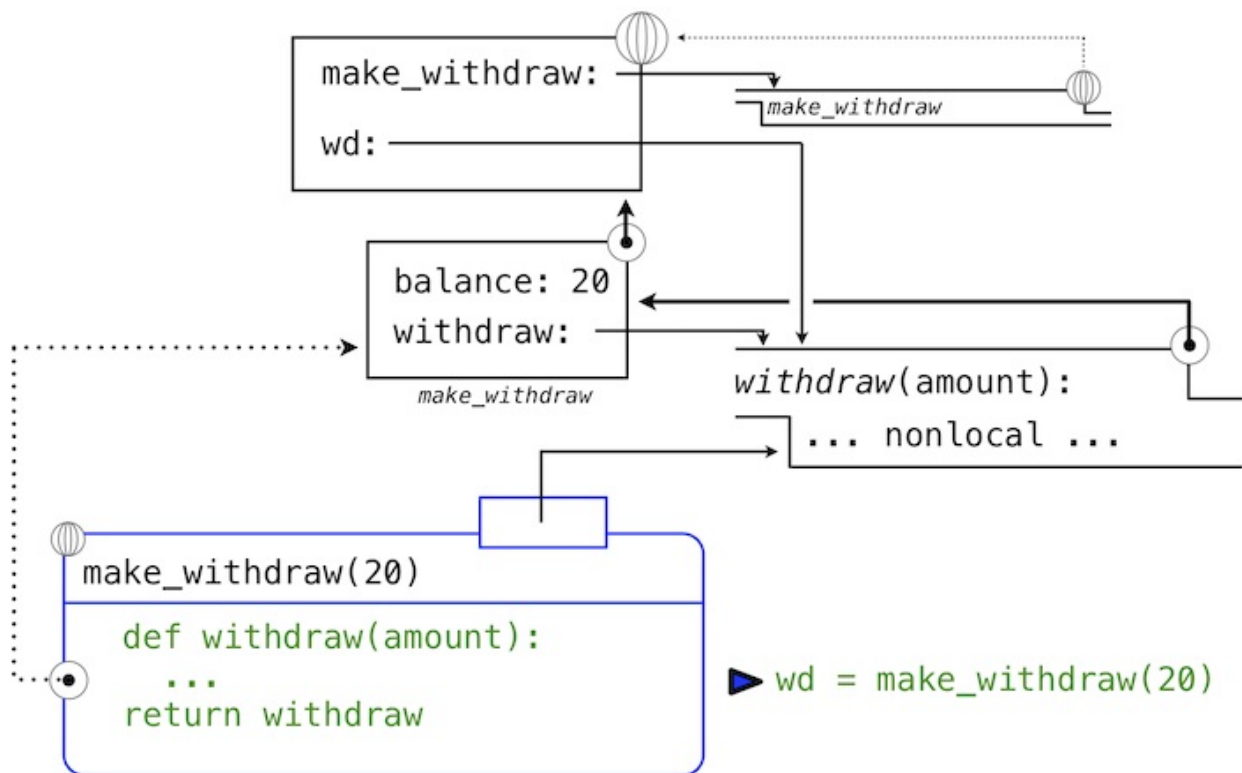 make_withdraw:
make_withdraw
wd:
balance: 20
withdraw:
make_withdraw
withdraw(amount):
... nonlocal ...
make_withdraw(20)
def withdraw(amount):
...
return withdraw
wd = make_withdraw(20)